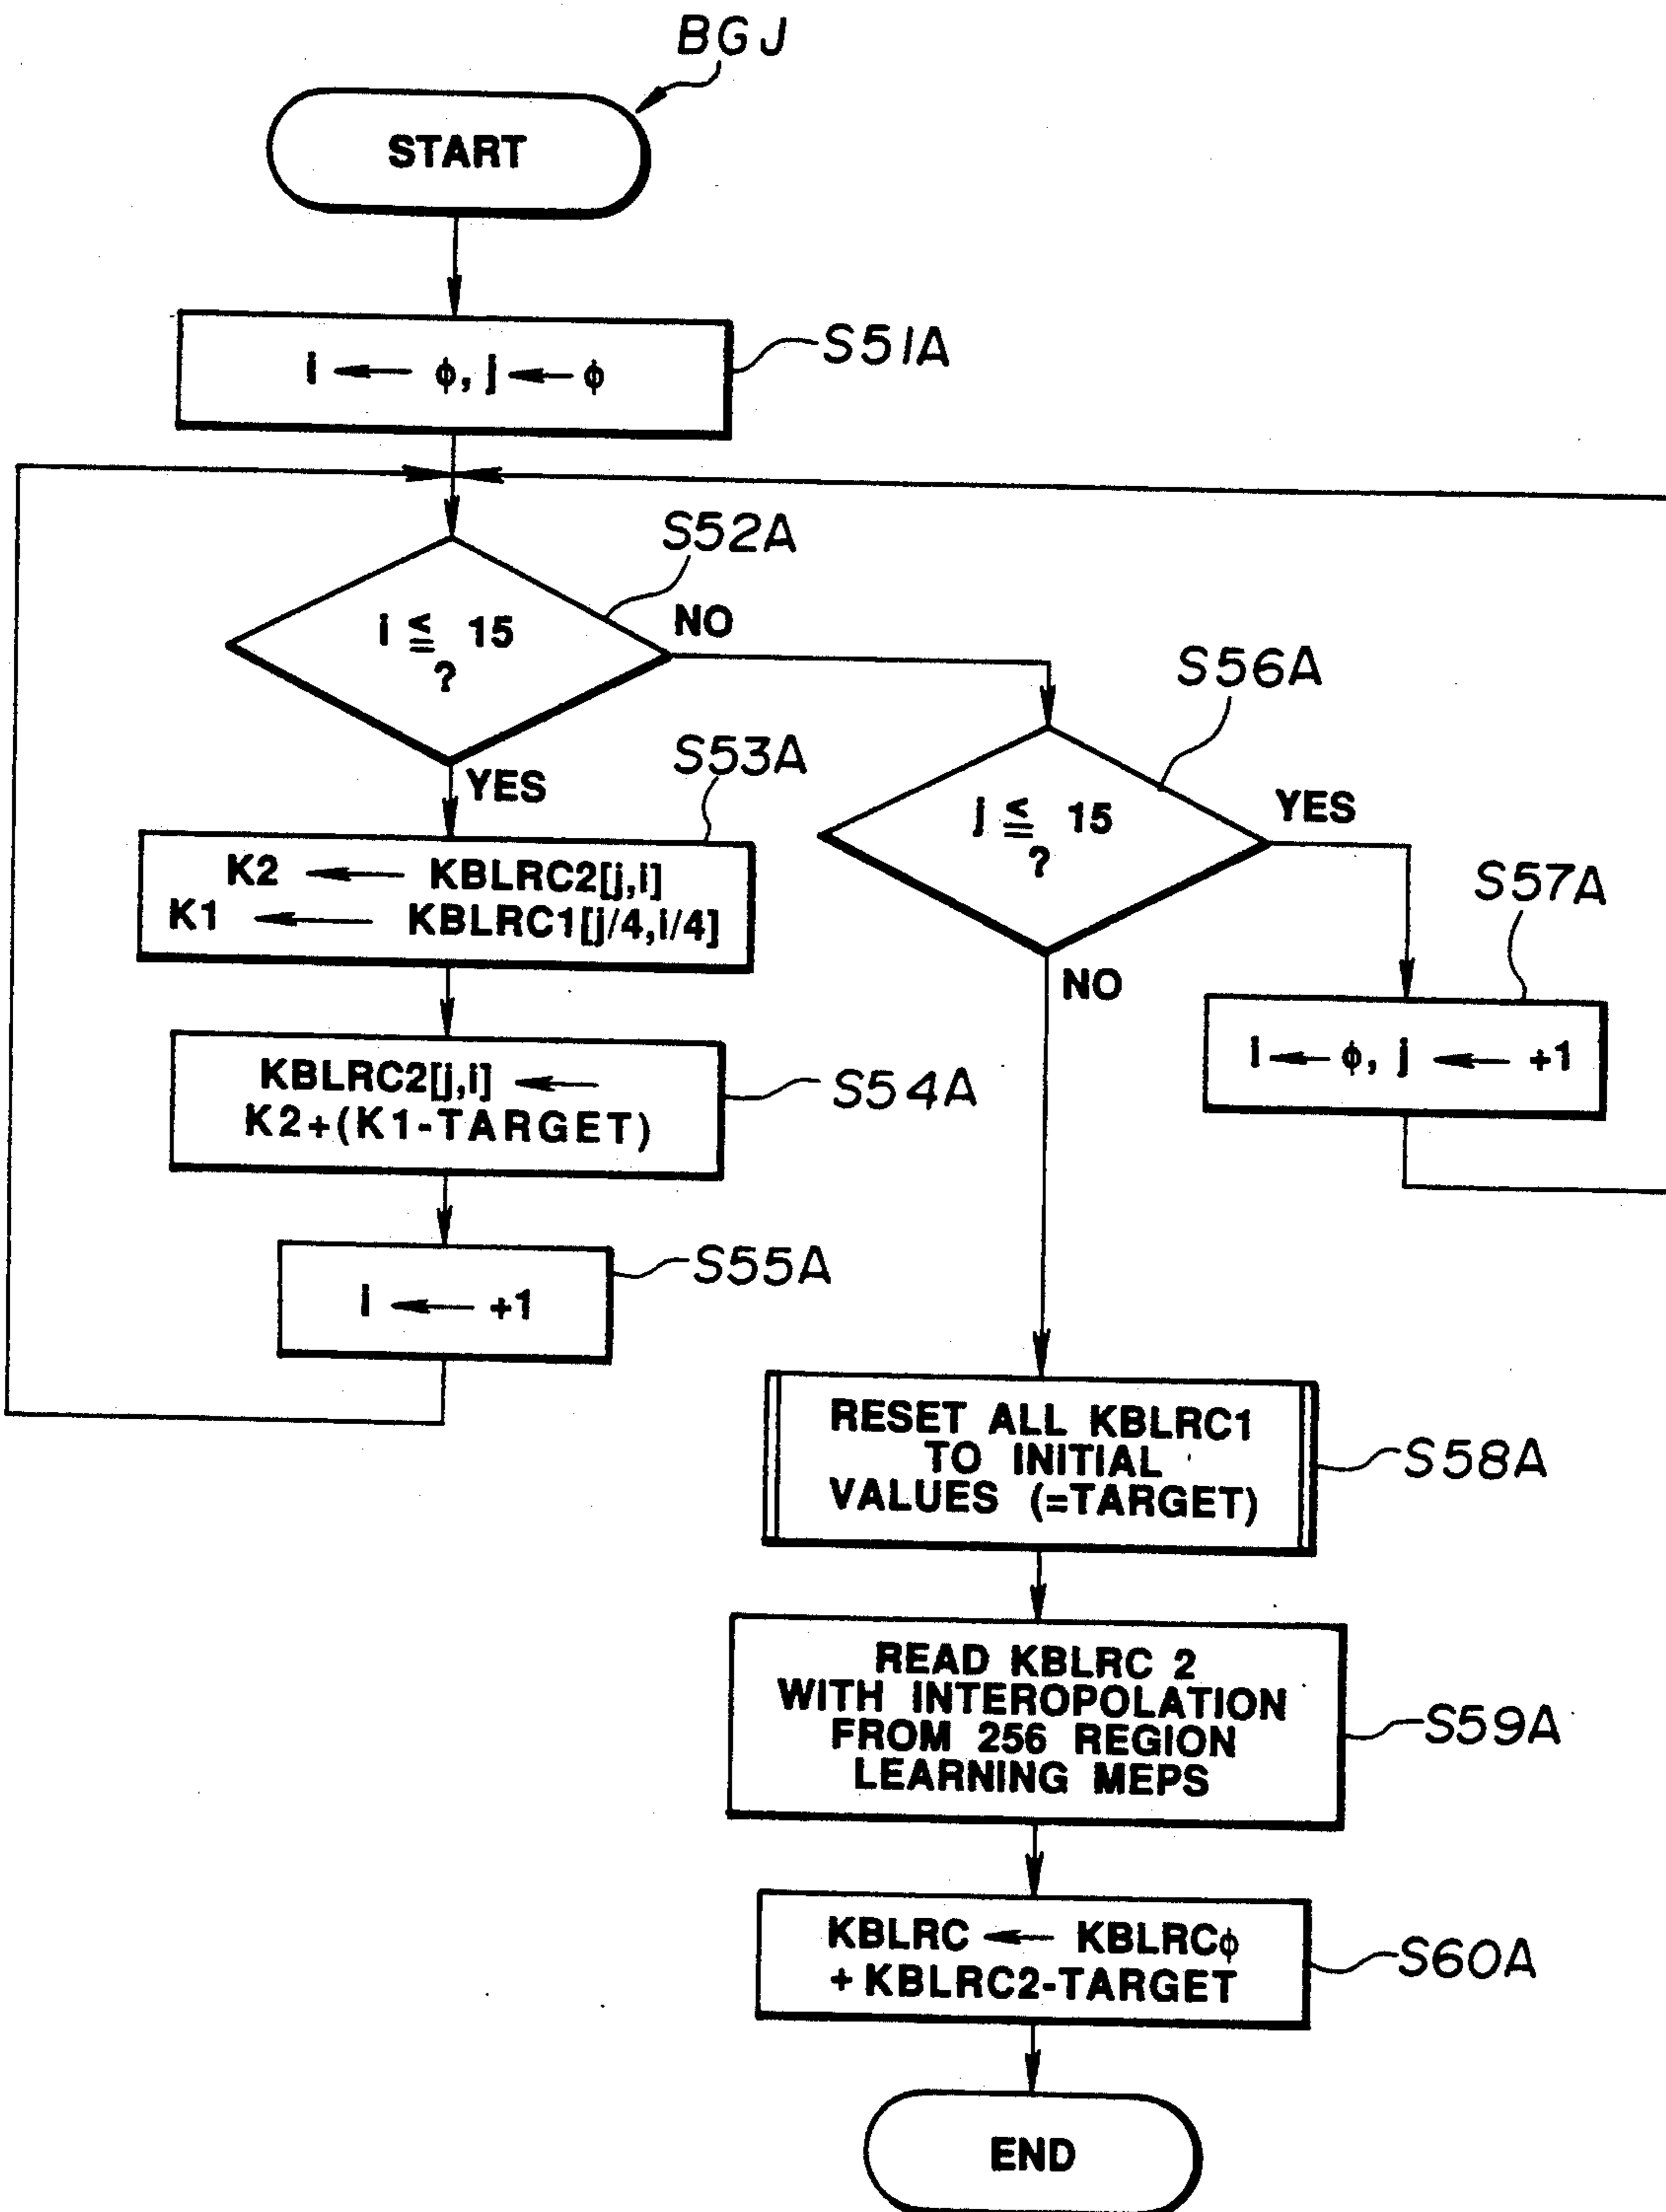 BGJ
START
i ← φ, j ← φ
S51A
S52A
i ≦ 15
?
NO
YES
S53A
K2 ← KBLRC2[j,i]
K1 ← KBLRC1[j/4,i/4]
KBLRC2[j,i] ←
K2+(K1-TARGET)
S54A
i ← +1
S55A
S56A
j ≦ 15
?
YES
NO
S57A
i ← φ, j ← +1
RESET ALL KBLRC1
TO INITIAL
VALUES (=TARGET)
S58A
READ KBLRC 2
WITH INTEROPOLATION
FROM 256 REGION
LEARNING MEPS
S59A
KBLRC ← KBLRCφ
+KBLRC2-TARGET
S60A
END